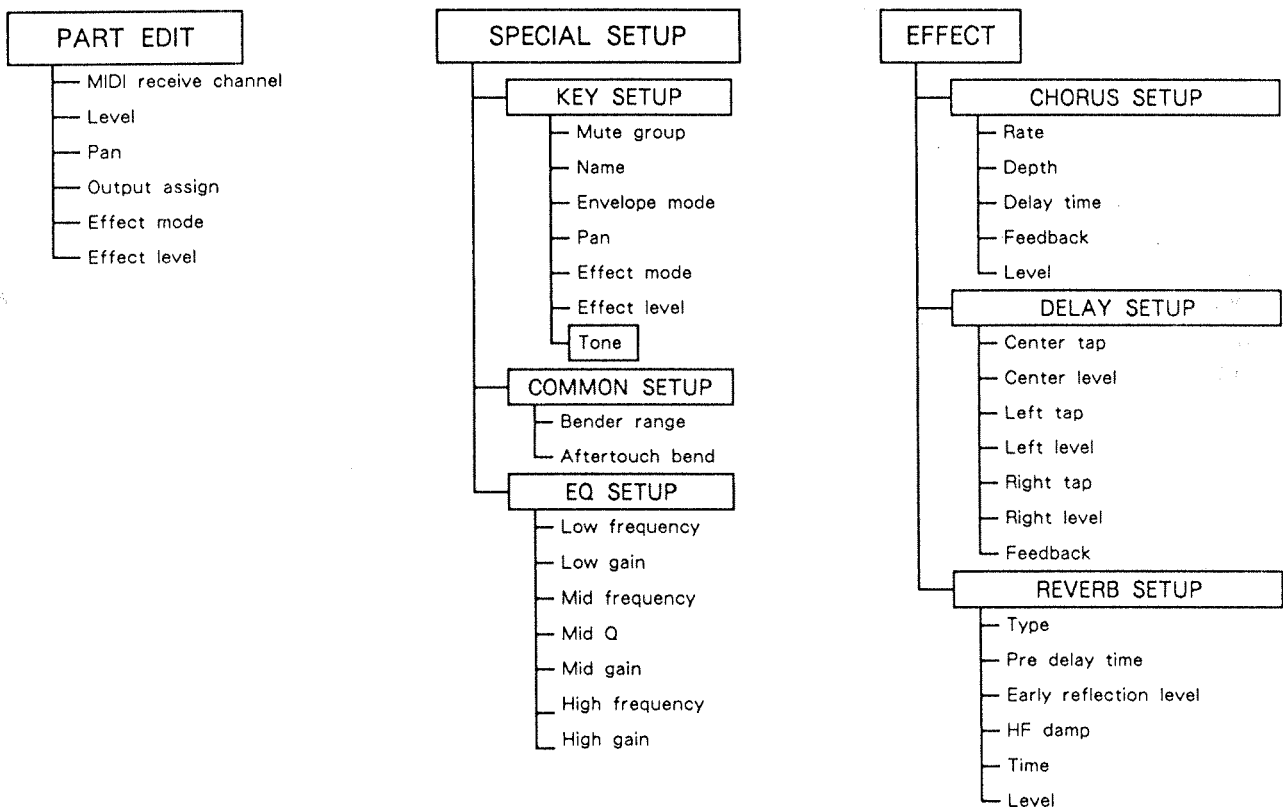 PART EDIT
MIDI receive channel
Level
Pan
Output assign
Effect mode
Effect level
SPECIAL SETUP
KEY SETUP
Mute group
Name
Envelope mode
Pan
Effect mode
Effect level
Tone
COMMON SETUP
Bender range
Aftertouch bend
EQ SETUP
Low frequency
Low gain
Mid frequency
Mid Q
Mid gain
High frequency
High gain
EFFECT
CHORUS SETUP
Rate
Depth
Delay time
Feedback
Level
DELAY SETUP
Center tap
Center level
Left tap
Left level
Right tap
Right level
Feedback
REVERB SETUP
Type
Pre delay time
Early reflection level
HF damp
Time
Level